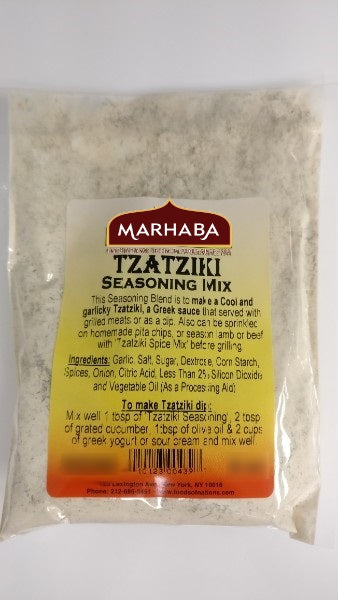 MARHABA
TZATZIKI
SEASONING MIX
This Seasoning Blend is to make a Cool and
garlicky Tzatziki, a Greek sauce that served with
grilled meats or as a dip. Also can be sprinkled
on homemade pita chips, or season lamb or beef
with 'Tzatziki Spice Mix' before grilling.
Ingredients: Garlic, Salt, Sugar, Dextrose, Corn Starch,
Spices, Onion, Citric Acid, Less Than 2% Silicon Dioxide
and Vegetable Oil (As a Processing Aid)
To make Tzatziki dip:
Mix well 1 tbsp of 'Tzatziki Seasoning', 2 tbsp
of grated cucumber, 1tbsp of olive oil & 2 cups
of greek yogurt or sour cream and mix well.
Lexington Ave, New York, NY 10016
Phone: www.foodsofnations.com